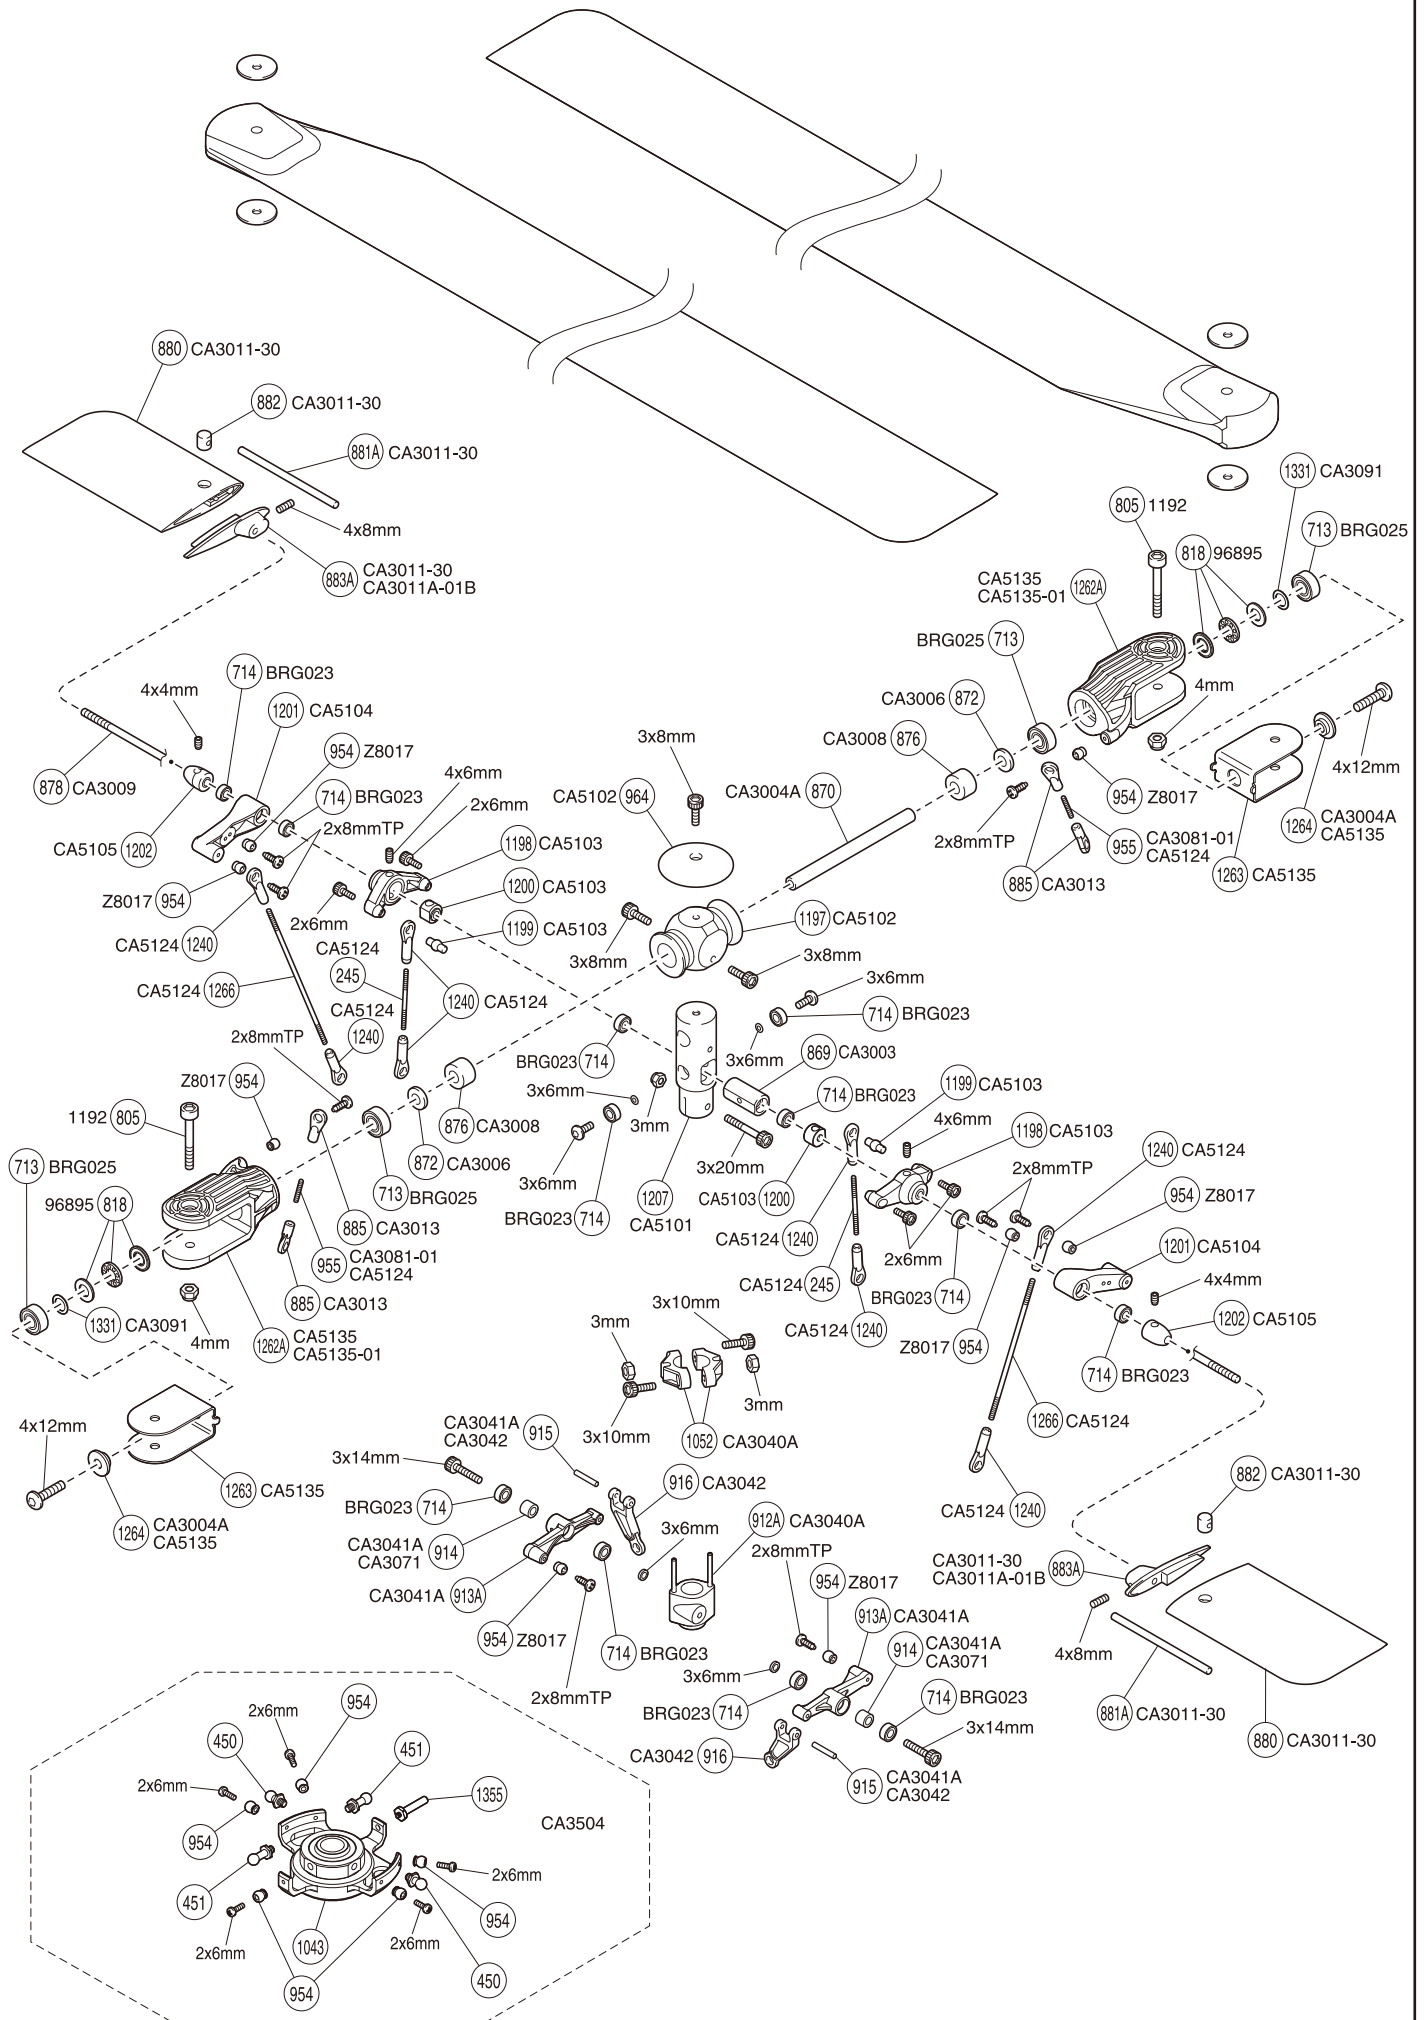 880 CA3011-30
882 CA3011-30
881A CA3011-30
4x8mm
883A CA3011-30
CA3011A-01B
1331 CA3091
805 1192
713 BRG025
818 96895
CA5135
CA5135-01 1262A
BRG025 713
4mm
CA3006 872
CA3008 876
4x12mm
CA3004A 870
954 Z8017
1264 CA3004A
CA5135
2x8mmTP
955 CA3081-01
CA5124
885 CA3013
1263 CA5135
714 BRG023
4x4mm
1201 CA5104
954 Z8017
3x8mm
878 CA3009
714 BRG023
4x6mm
2x6mm
CA5102 964
2x8mmTP
CA5105 1202
1198 CA5103
Z8017 954
1200 CA5103
2x6mm
1197 CA5102
CA5124 1240
1199 CA5103
CA5124
245
3x8mm
3x8mm
3x6mm
CA5124 1266
CA5124
1240
1240 CA5124
714 BRG023
2x8mmTP
BRG023 714
3x6mm
869 CA3003
Z8017 954
3x6mm
714 BRG023
1199 CA5103
1192 805
876 CA3008
3mm
4x6mm
1198 CA5103
1240 CA5124
713 BRG025
872 CA3006
3x6mm
3x20mm
2x8mmTP
954 Z8017
96895 818
713 BRG025
BRG023 714
1207
CA5101
CA5103 1200
885 CA3013
CA5124 1240
2x6mm
1201 CA5104
955 CA3081-01
CA5124
CA5124 245
BRG023 714
4x4mm
885 CA3013
3x10mm
1331 CA3091
4mm
1262A CA5135
CA5135-01
3mm
CA5124 1240
Z8017 954
1202 CA5105
714 BRG023
3mm
4x12mm
CA3041A
CA3042 915
3x10mm
1052 CA3040A
1266 CA5124
3x14mm
1263 CA5135
916 CA3042
882 CA3011-30
BRG023 714
912A CA3040A
CA5124 1240
1264 CA3004A
CA5135
3x6mm
CA3041A
CA3071 914
2x8mmTP
CA3011-30
CA3011A-01B 883A
CA3041A 913A
954 Z8017
913A CA3041A
954 Z8017
714 BRG023
914 CA3041A
CA3071
4x8mm
3x6mm
2x8mmTP
BRG023 714
714 BRG023
881A CA3011-30
3x14mm
880 CA3011-30
CA3042 916
915 CA3041A
CA3042
954
2x6mm
450
451
2x6mm
1355
CA3504
954
2x6mm
451
954
1043
2x6mm
2x6mm
450
954